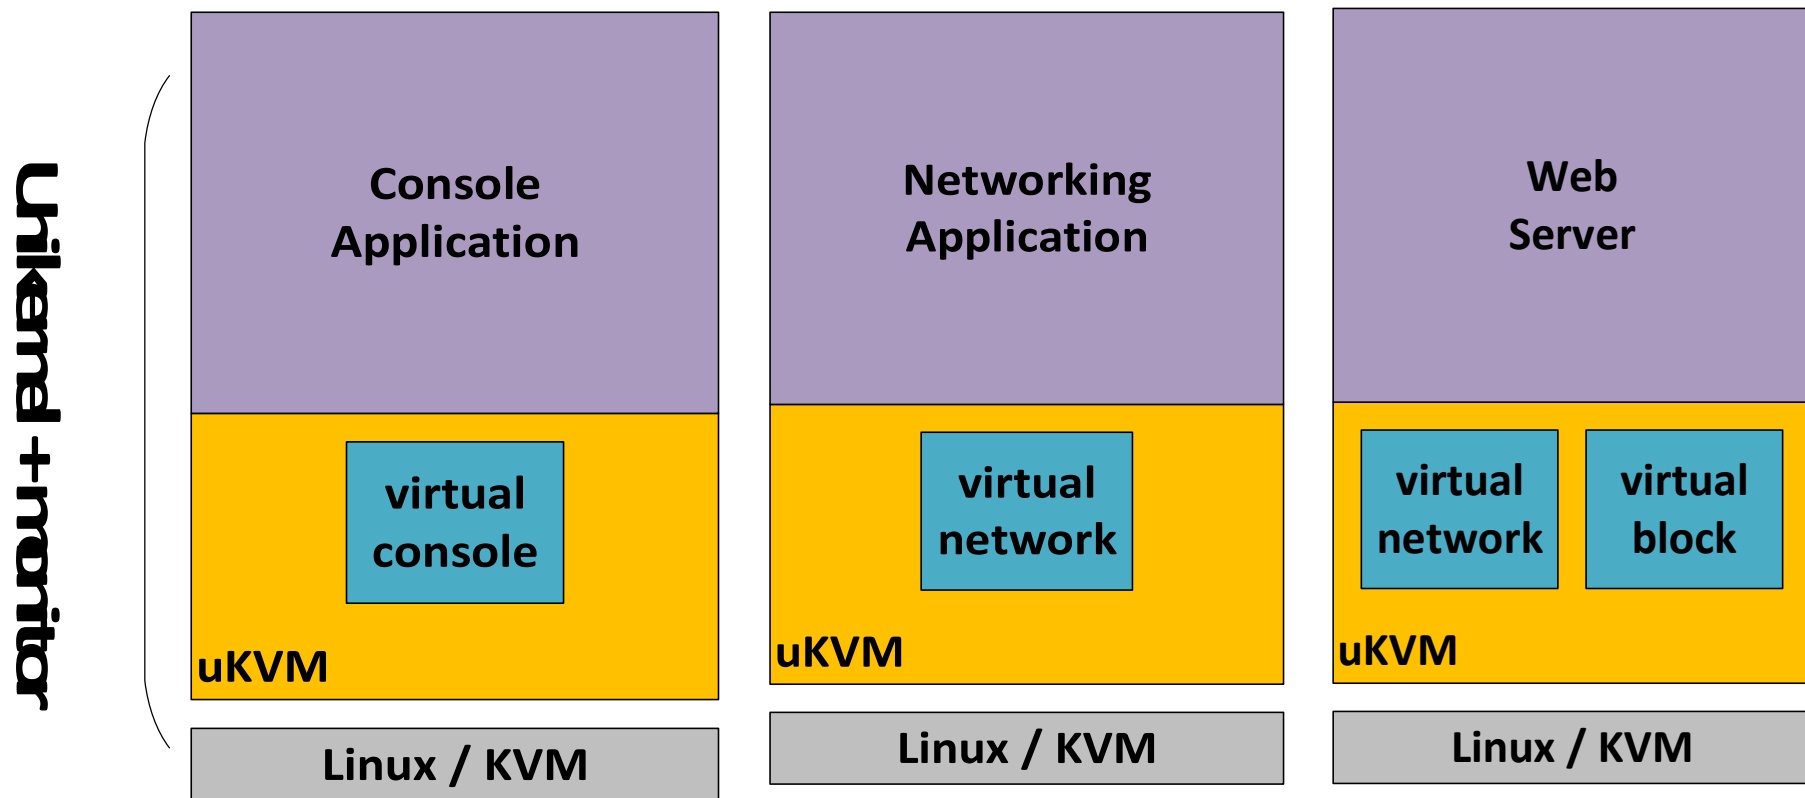 Unikernel + monitor
Console
Application
virtual
console
uKVM
Linux / KVM
Networking
Application
virtual
network
uKVM
Linux / KVM
Web
Server
virtual
network
virtual
block
uKVM
Linux / KVM